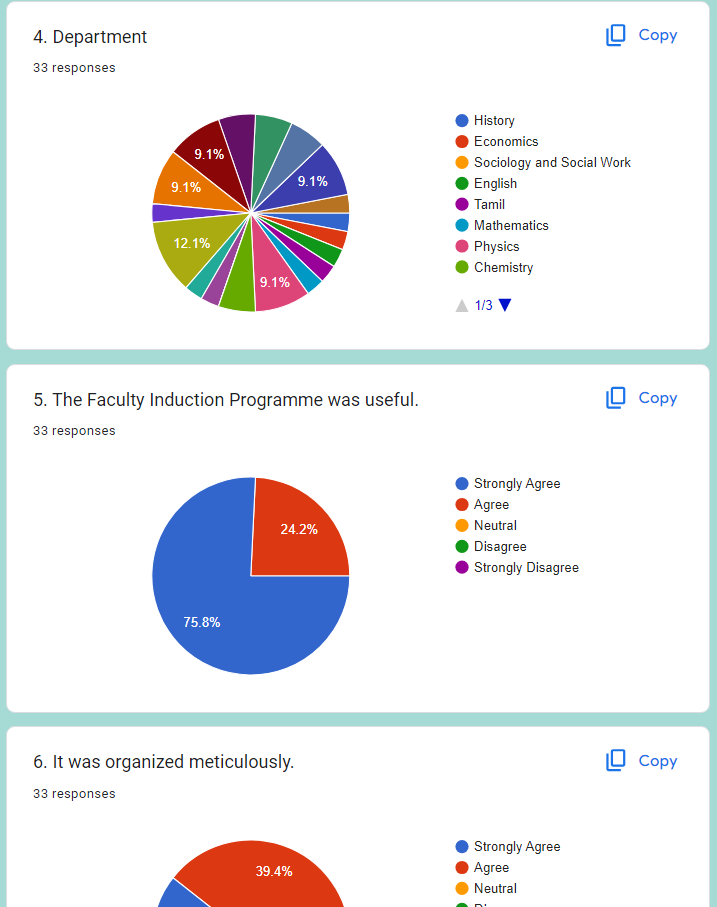 4. Department
Copy
33 responses
9.1%
9.1%
9.1%
12.1%
9.1%
History
Economics
Sociology and Social Work
English
Tamil
Mathematics
Physics
Chemistry
1/3
5. The Faculty Induction Programme was useful.
Copy
33 responses
24.2%
75.8%
Strongly Agree
Agree
Neutral
Disagree
Strongly Disagree
6. It was organized meticulously.
Copy
33 responses
39.4%
Strongly Agree
Agree
Neutral